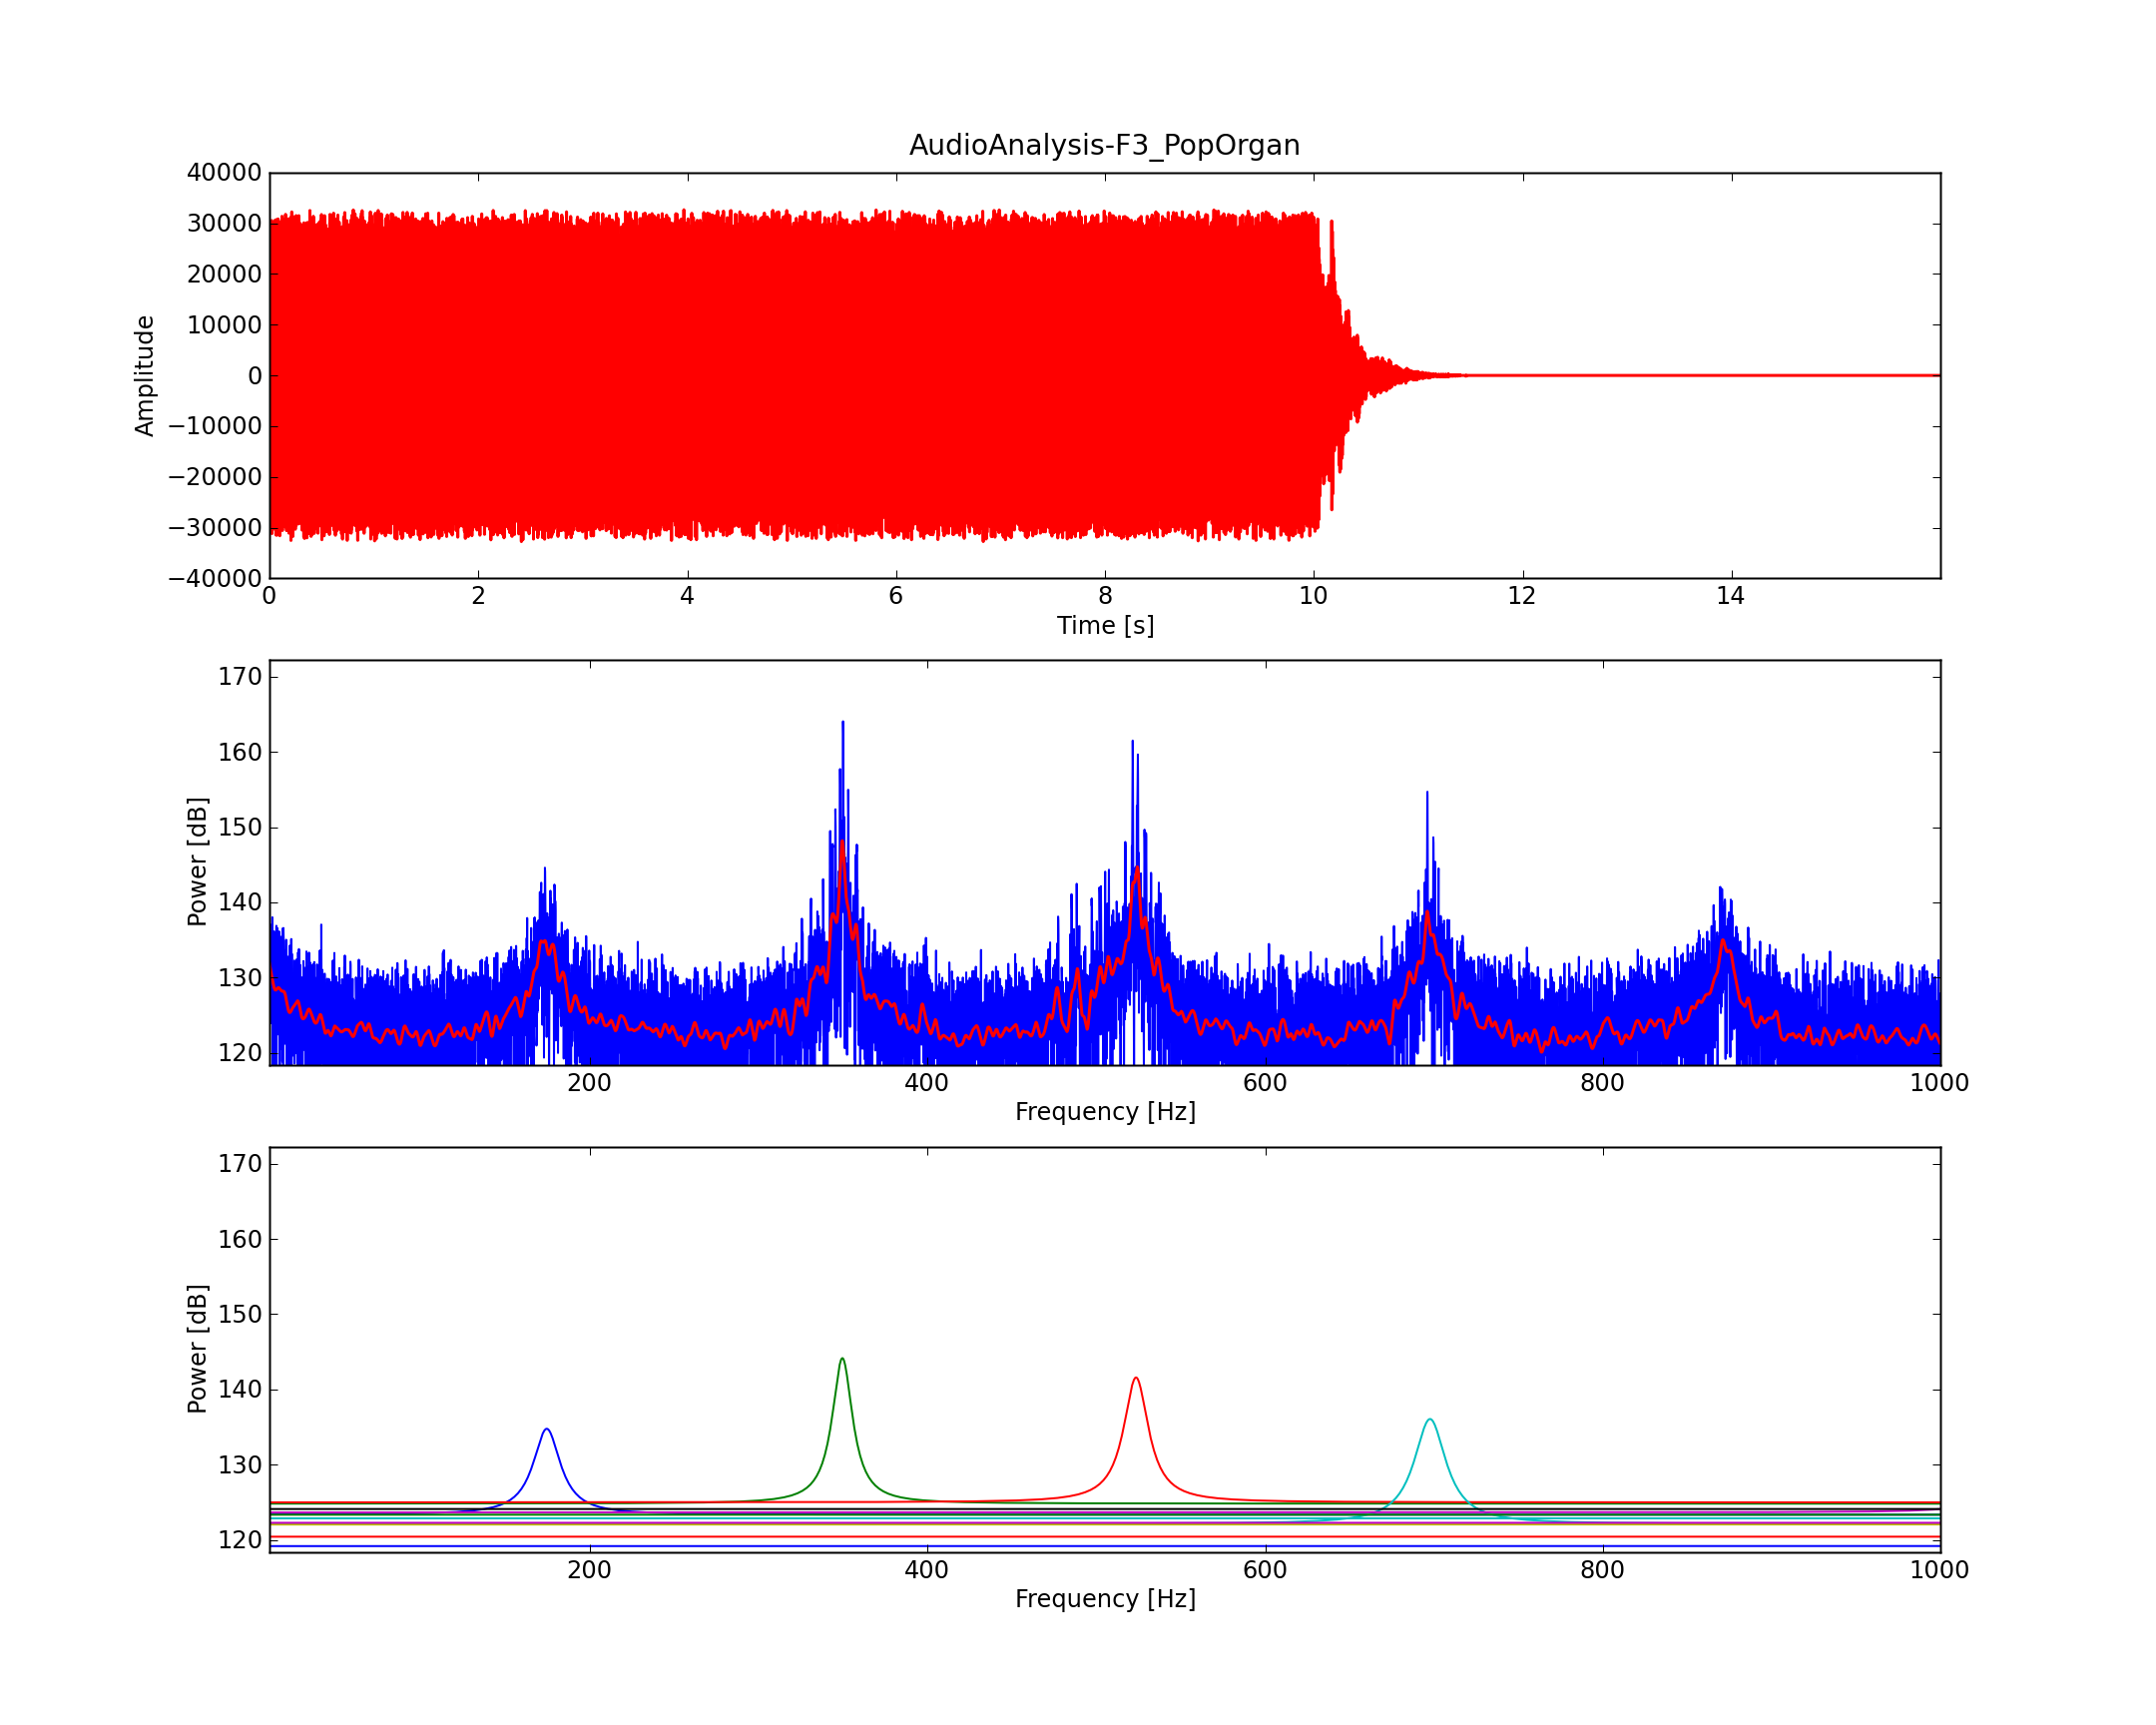 AudioAnalysis-F3_PopOrgan
40000
30000
20000
10000
0
−10000
−20000
−30000
−40000
Amplitude
0 2 4 6 8 10 12 14
Time [s]
170
160
150
140
130
120
Power [dB]
200 400 600 800 1000
Frequency [Hz]
170
160
150
140
130
120
Power [dB]
200 400 600 800 1000
Frequency [Hz]